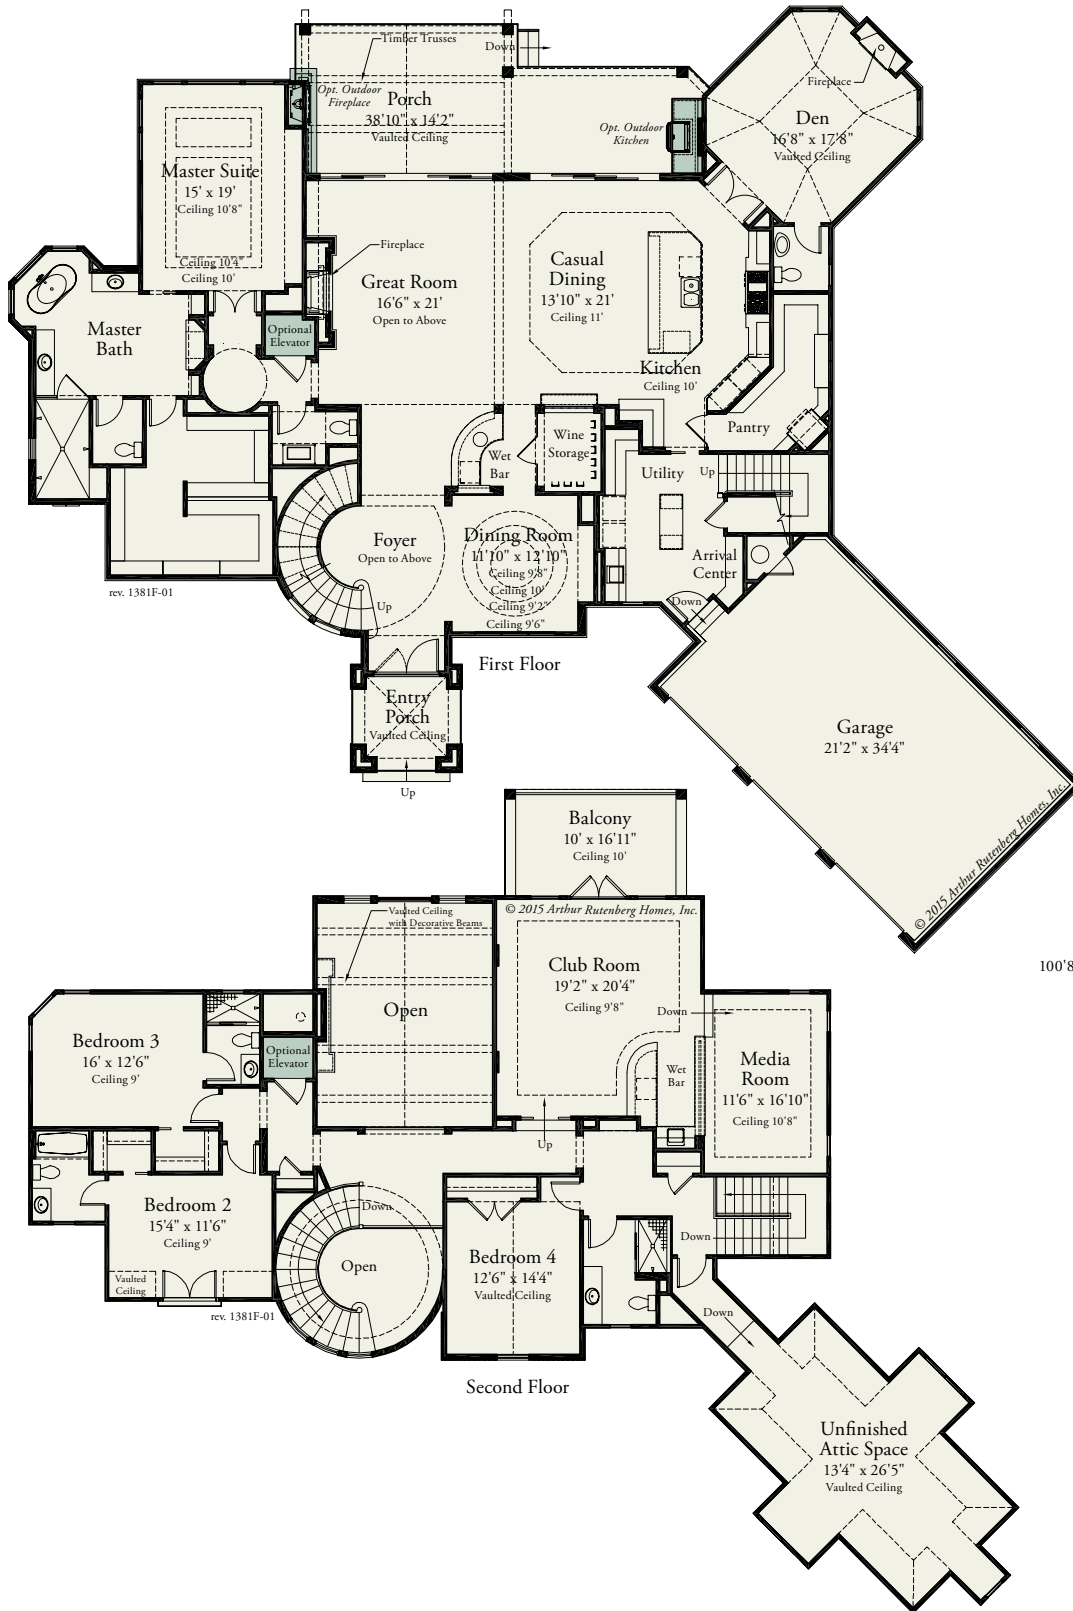 Timber Trusses
Down
Opt. Outdoor
Fireplace
Porch
38'10" x 14'2"
Vaulted Ceiling
Opt. Outdoor
Kitchen
Fireplace
Den
16'8" x 17'8"
Vaulted Ceiling
Master Suite
15' x 19'
Ceiling 10'8"
Ceiling 10'4"
Ceiling 10'
Fireplace
Great Room
16'6" x 21'
Open to Above
Casual
Dining
13'10" x 21'
Ceiling 11'
Master
Bath
Optional
Elevator
Kitchen
Ceiling 10'
Pantry
Wine
Storage
Wet
Bar
Utility
Up
Foyer
Open to Above
Up
Dining Room
11'10" x 12'10"
Ceiling 9'8"
Ceiling 10'
Ceiling 9'2"
Ceiling 9'6"
Arrival
Center
Down
rev. 1381F-01
First Floor
Entry
Porch
Vaulted Ceiling
Up
Garage
21'2" x 34'4"
© 2015 Arthur Rutenberg Homes, Inc.
100'8
Balcony
10' x 16'11"
Ceiling 10'
Vaulted Ceiling
with Decorative Beams
© 2015 Arthur Rutenberg Homes, Inc.
Club Room
19'2" x 20'4"
Ceiling 9'8"
Open
Down
Bedroom 3
16' x 12'6"
Ceiling 9'
Optional
Elevator
Wet
Bar
Media
Room
11'6" x 16'10"
Ceiling 10'8"
Up
Bedroom 2
15'4" x 11'6"
Ceiling 9'
Vaulted
Ceiling
Down
Open
Bedroom 4
12'6" x 14'4"
Vaulted Ceiling
Down
Down
rev. 1381F-01
Second Floor
Unfinished
Attic Space
13'4" x 26'5"
Vaulted Ceiling